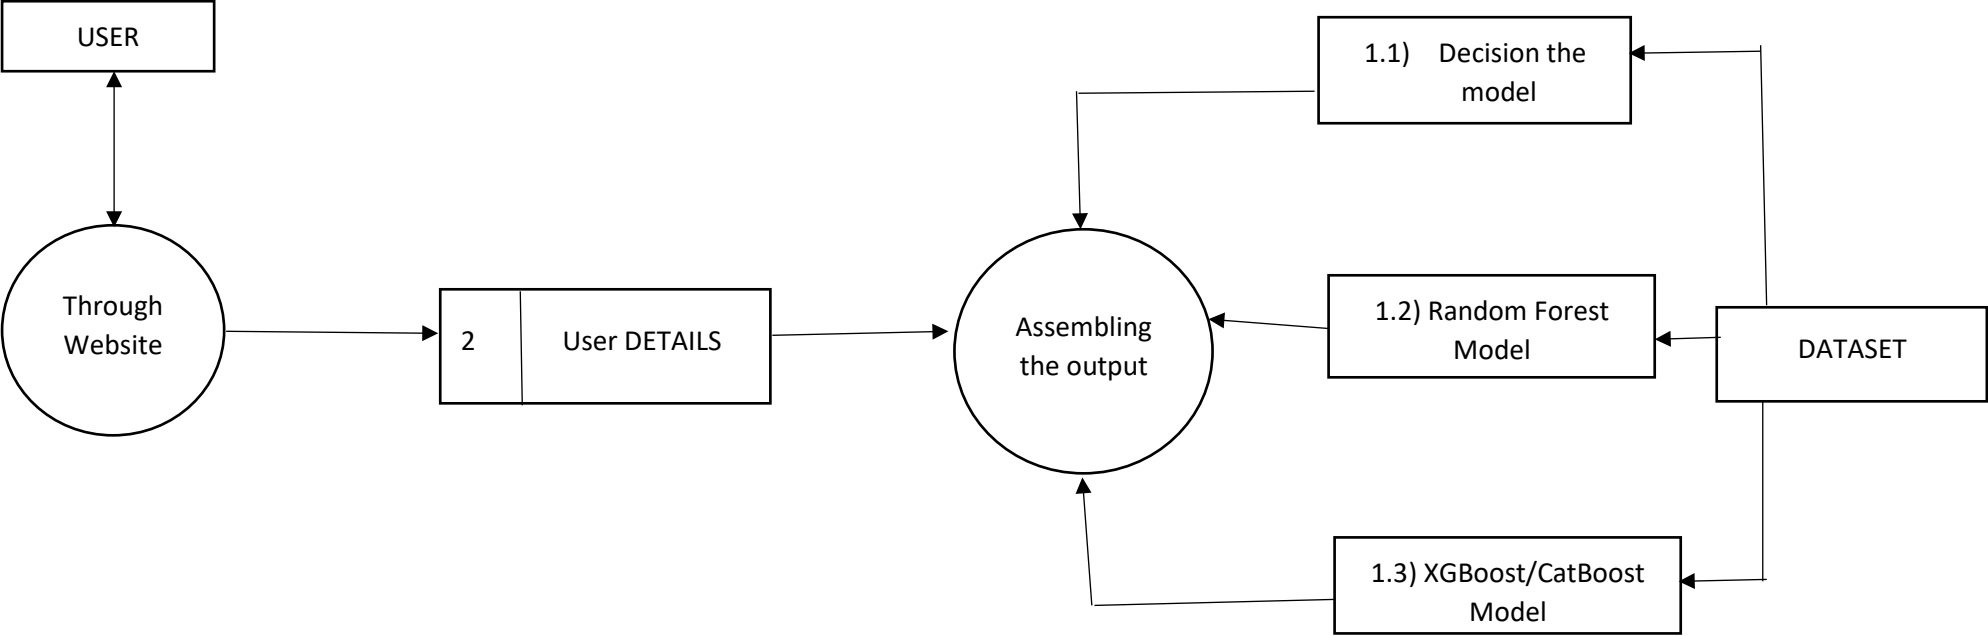 USER
Through
Website
2
User DETAILS
Assembling
the output
1.1) Decision the
model
1.2) Random Forest
Model
1.3) XGBoost/CatBoost
Model
DATASET